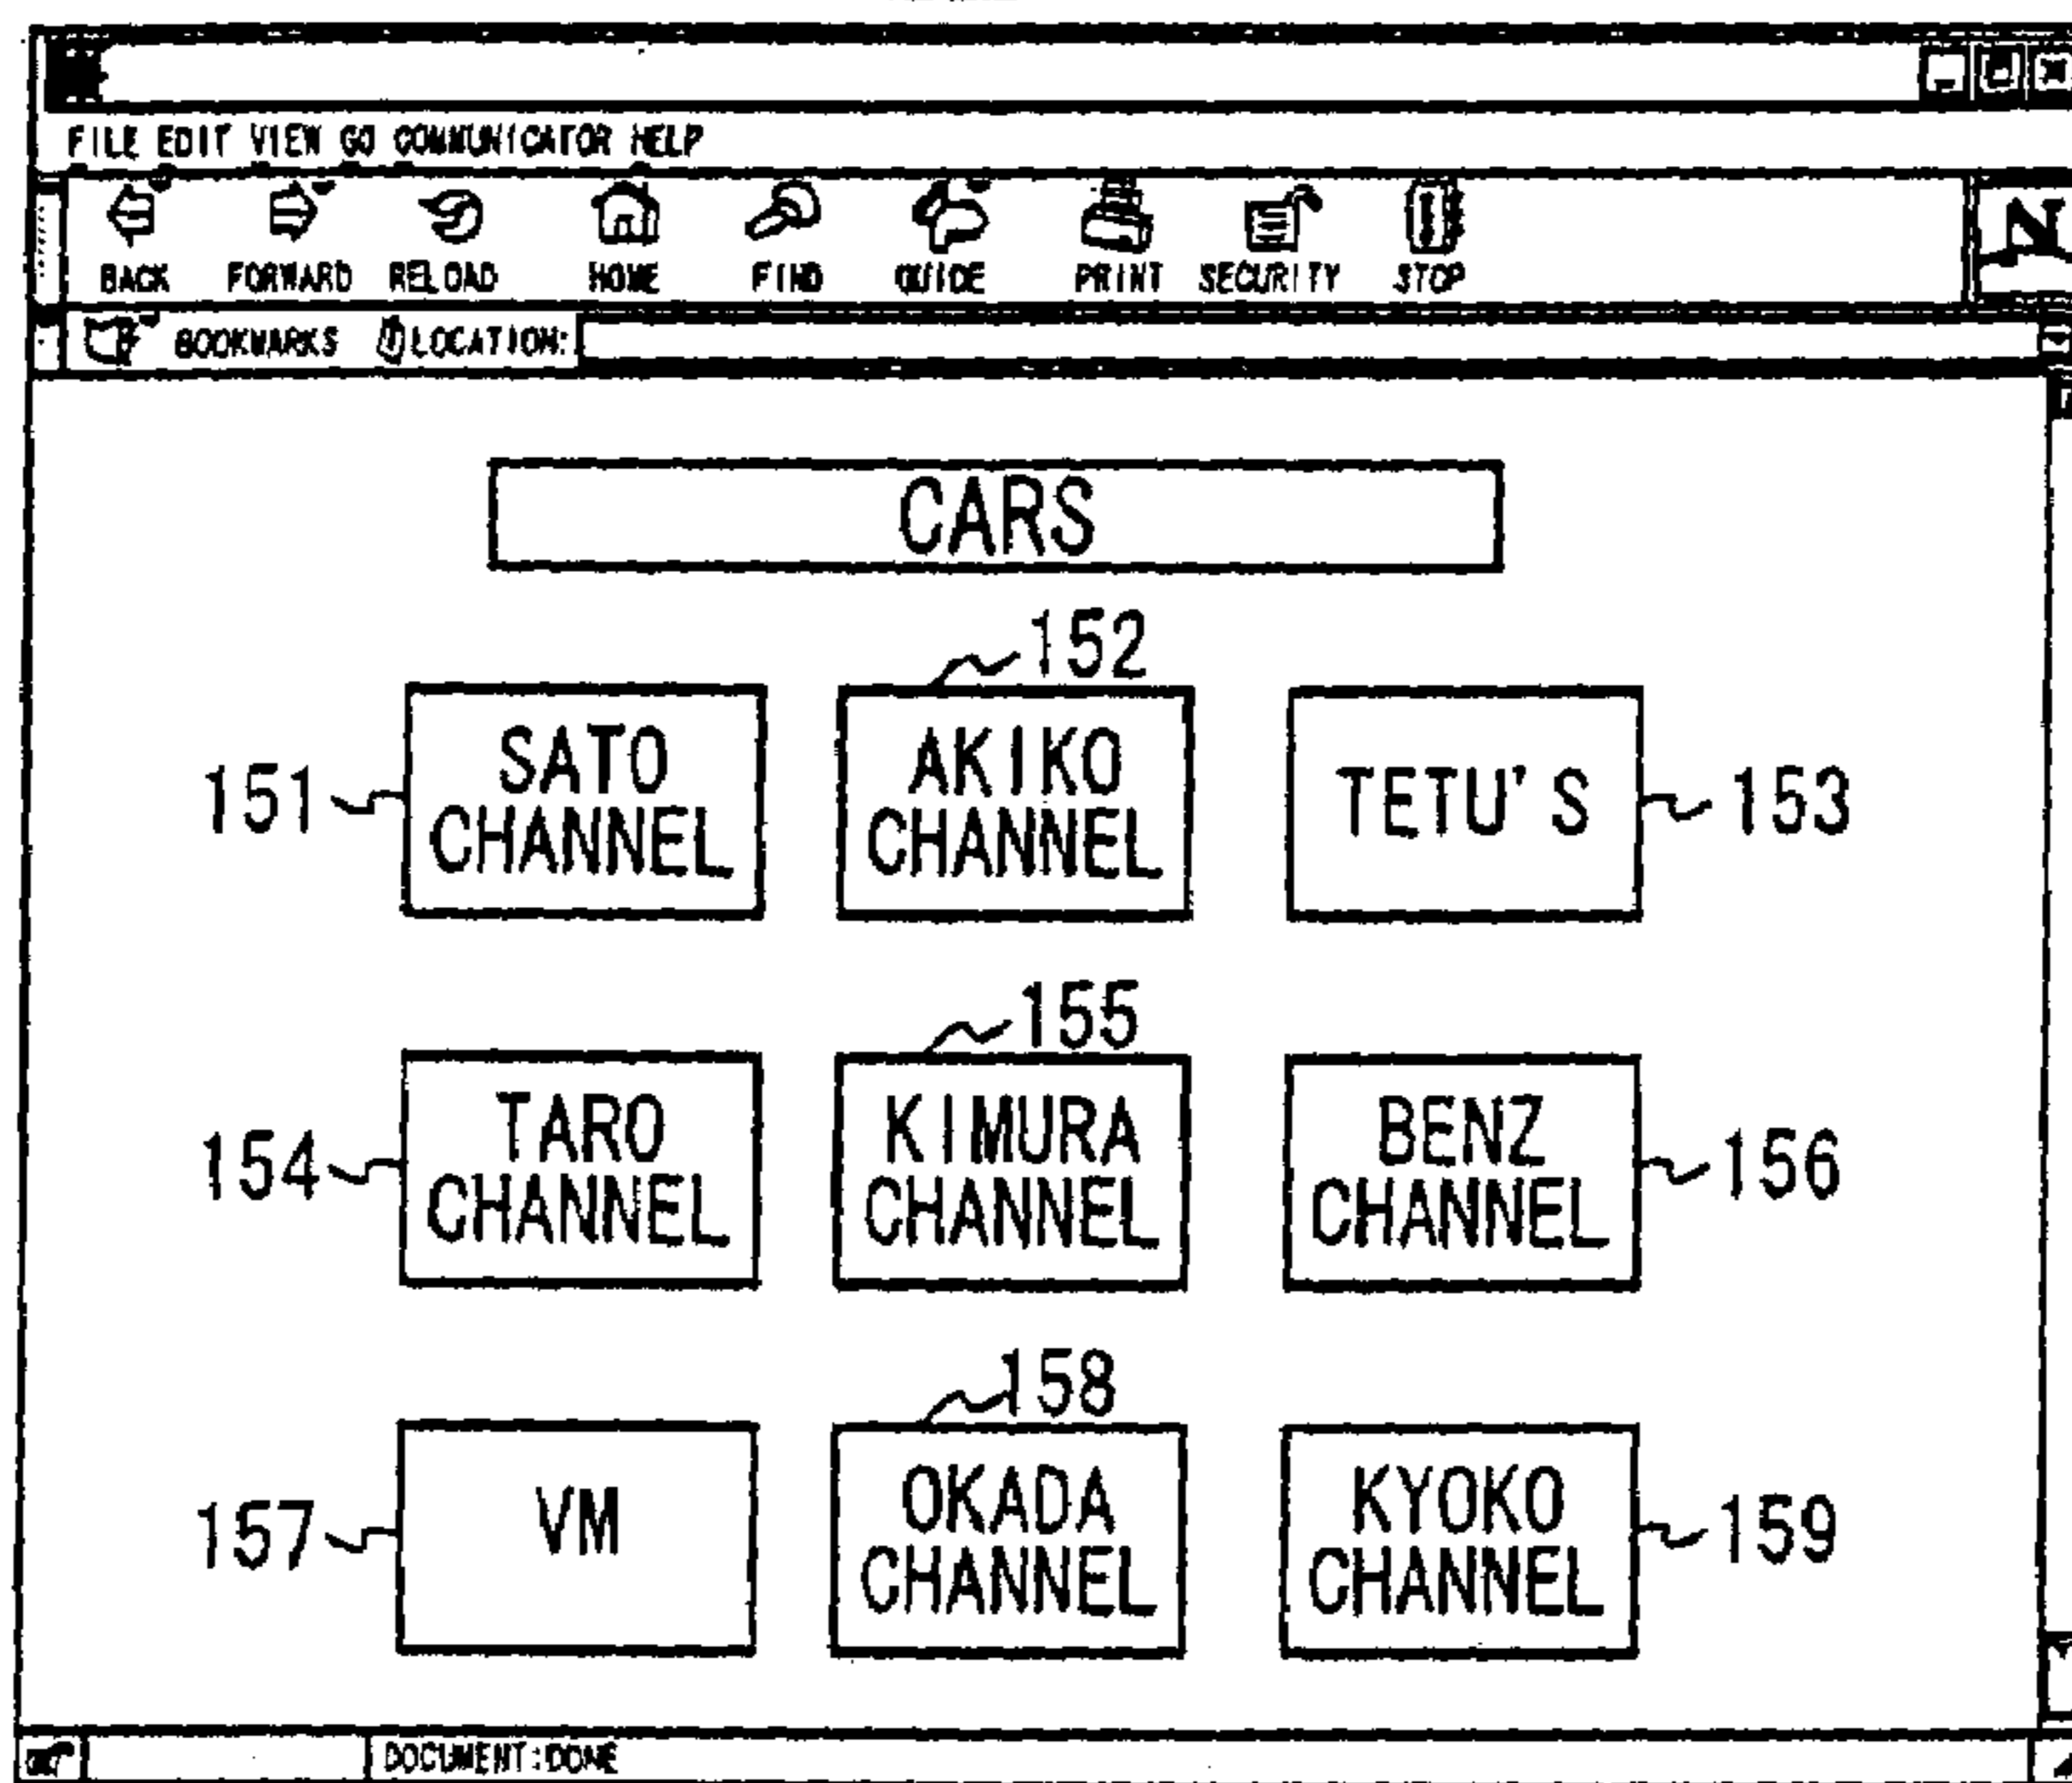 FILE EDIT VIEW GO COMMUNICATOR HELP
BACK FORWARD RELOAD HOME FIND GUIDE PRINT SECURITY STOP
N
BOOKMARKS LOCATION:
CARS
152
151 SATO CHANNEL
AKIKO CHANNEL
TETU'S 153
155
154 TARO CHANNEL
KIMURA CHANNEL
BENZ CHANNEL 156
158
157 VM
OKADA CHANNEL
KYOKO CHANNEL 159
DOCUMENT:DONE